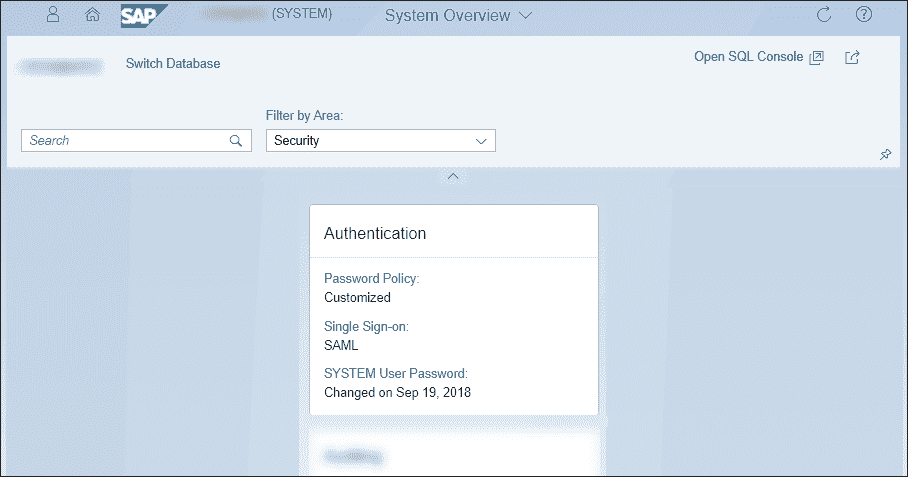 SAP
(SYSTEM)
System Overview
Switch Database
Open SQL Console
Filter by Area:
Search
Security
Authentication
Password Policy:
Customized
Single Sign-on:
SAML
SYSTEM User Password:
Changed on Sep 19, 2018